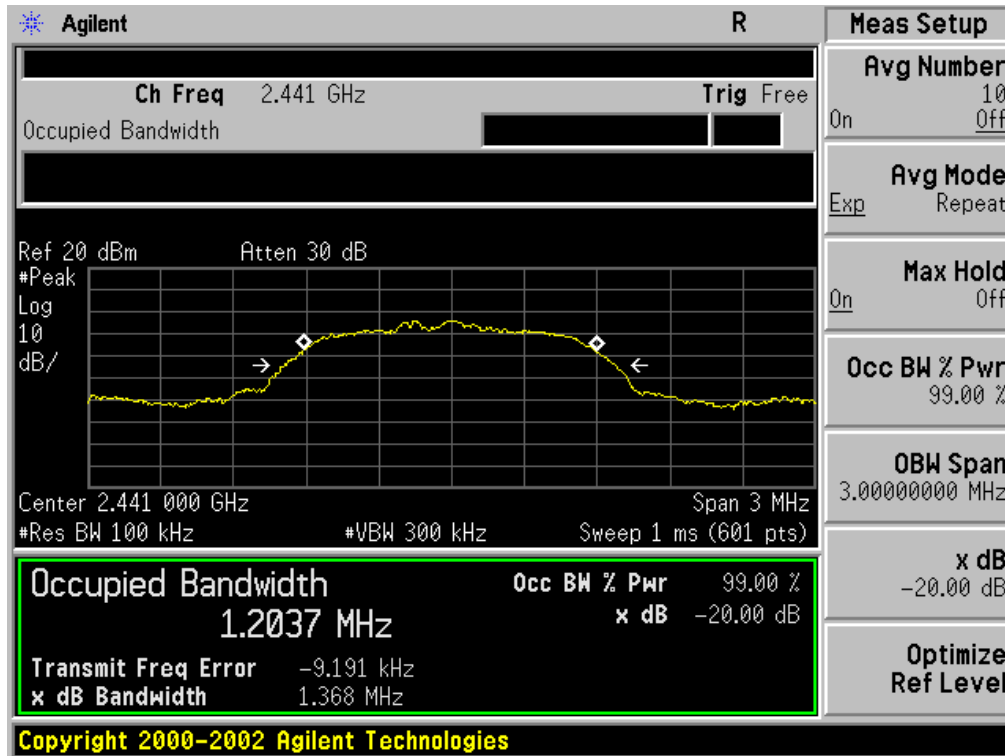 Agilent R
Ch Freq 2.441 GHz Trig Free
Occupied Bandwidth
Ref 20 dBm Atten 30 dB
#Peak
Log
10
dB/
Center 2.441 000 GHz Span 3 MHz
#Res BW 100 kHz #VBW 300 kHz Sweep 1 ms (601 pts)
Occupied Bandwidth
1.2037 MHz
Occ BW % Pwr 99.00 %
x dB -20.00 dB
Transmit Freq Error -9.191 kHz
x dB Bandwidth 1.368 MHz
Meas Setup
Avg Number
10
On Off
Avg Mode
Exp Repeat
Max Hold
On Off
Occ BW % Pwr
99.00 %
OBW Span
3.00000000 MHz
x dB
-20.00 dB
Optimize
Ref Level
Copyright 2000-2002 Agilent Technologies